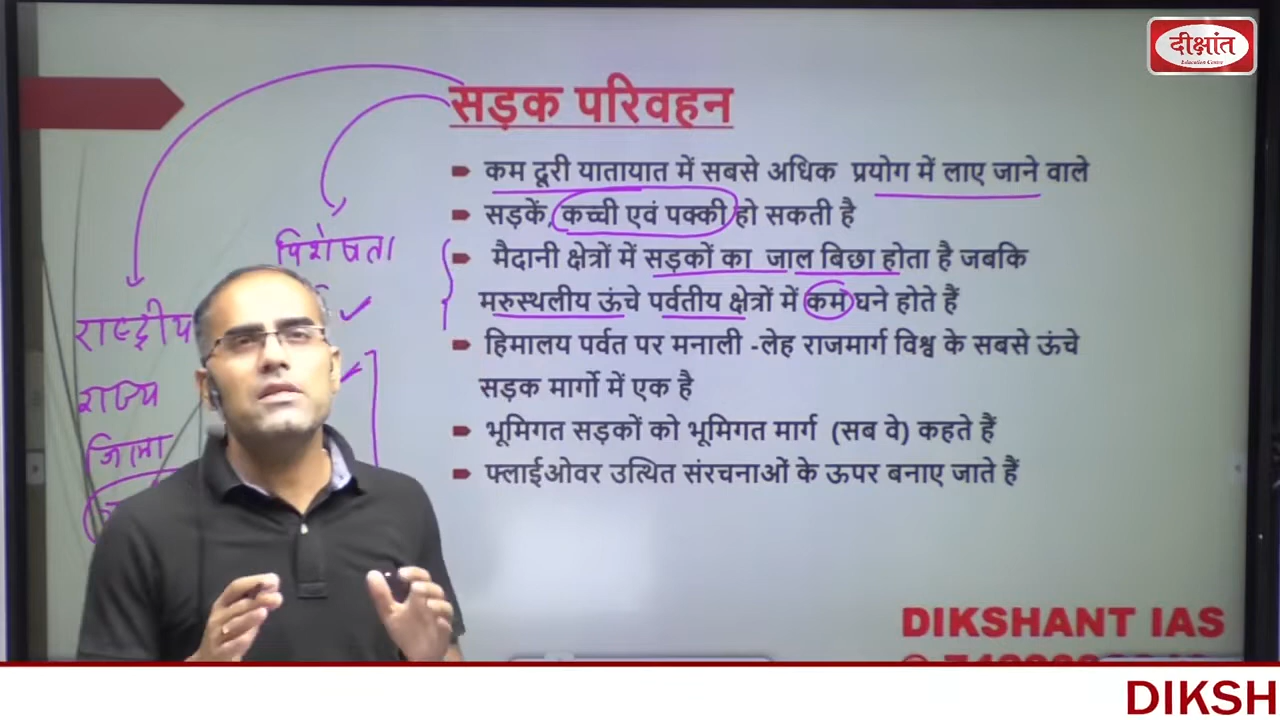 दीक्षांत
Education Centre
सड़क परिवहन
कम दूरी यातायात में सबसे अधिक प्रयोग में लाए जाने वाले
सड़कें, कच्ची एवं पक्की हो सकती है
मैदानी क्षेत्रों में सड़कों का जाल बिछा होता है जबकि
मरुस्थलीय ऊंचे पर्वतीय क्षेत्रों में कम घने होते हैं
हिमालय पर्वत पर मनाली -लेह राजमार्ग विश्व के सबसे ऊंचे
सड़क मार्गो में एक है
भूमिगत सड़कों को भूमिगत मार्ग (सब वे) कहते हैं
फ्लाईओवर उत्थित संरचनाओं के ऊपर बनाए जाते हैं
विशेषता
राष्ट्रीय
राज्य
जिला
DIKSHANT IAS
DIKSH